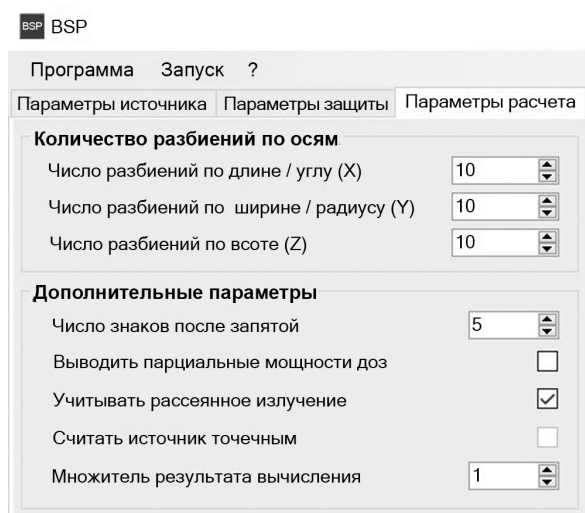 BSP BSP
Программа Запуск ?
Параметры источника Параметры защиты Параметры расчета
Количество разбиений по осям
Число разбиений по длине / углу (X) 10
Число разбиений по ширине / радиусу (Y) 10
Число разбиений по всоте (Z) 10
Дополнительные параметры
Число знаков после запятой 5
Выводить парциальные мощности доз
Учитывать рассеянное излучение
Считать источник точечным
Множитель результата вычисления 1